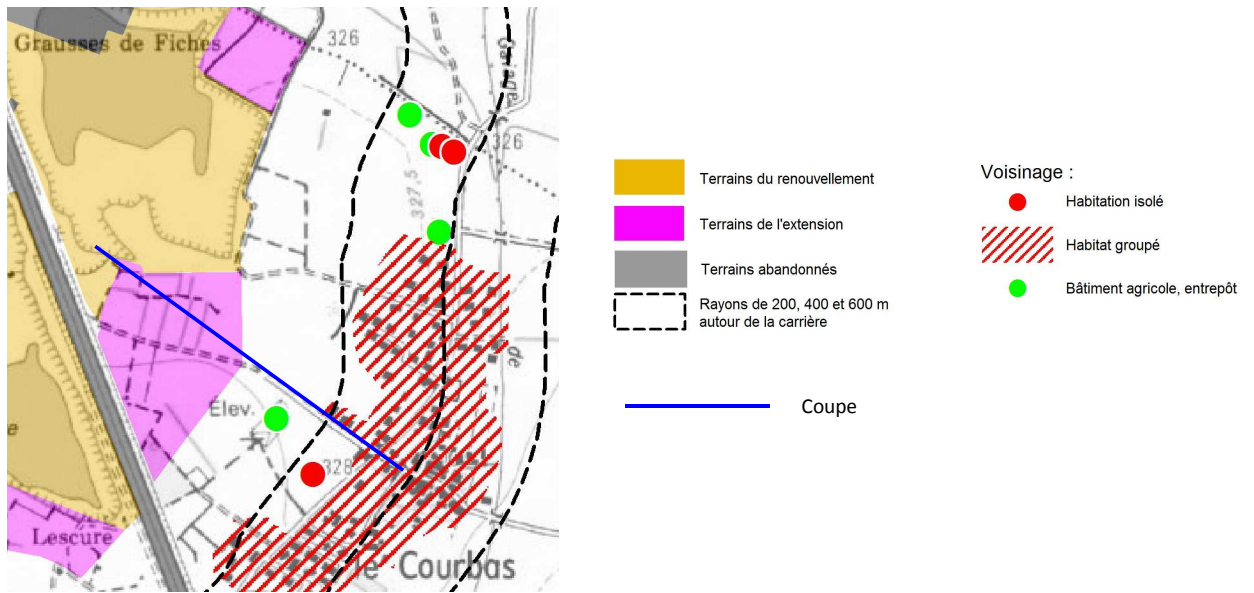 Grausses de Fiches
326
Garage
326
327,5
de
Elev.
328
e
Lescure
le Courbas
Terrains du renouvellement
Terrains de l'extension
Terrains abandonnés
Rayons de 200, 400 et 600 m
autour de la carrière
Coupe
Voisinage :
Habitation isolé
Habitat groupé
Bâtiment agricole, entrepôt